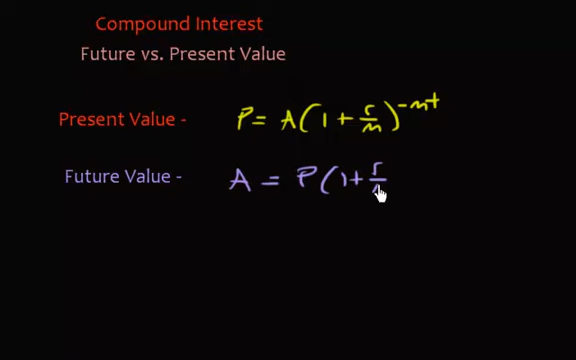 Compound Interest
Future vs. Present Value
Present Value - P = A(1 + r/m)^-mt
Future Value - A = P(1 + r/